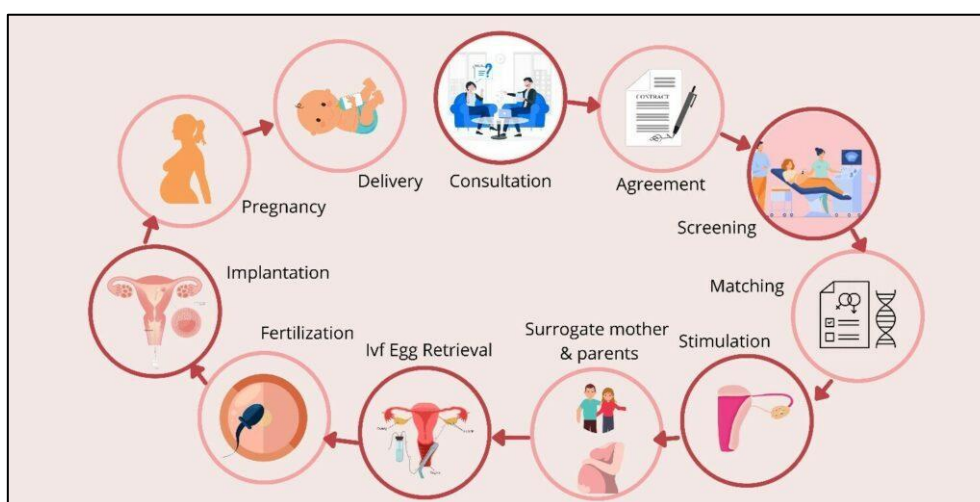 Consultation
CONTRACT
Agreement
Screening
Matching
Stimulation
Surrogate mother
& parents
Ivf Egg Retrieval
Fertilization
Implantation
Pregnancy
Delivery